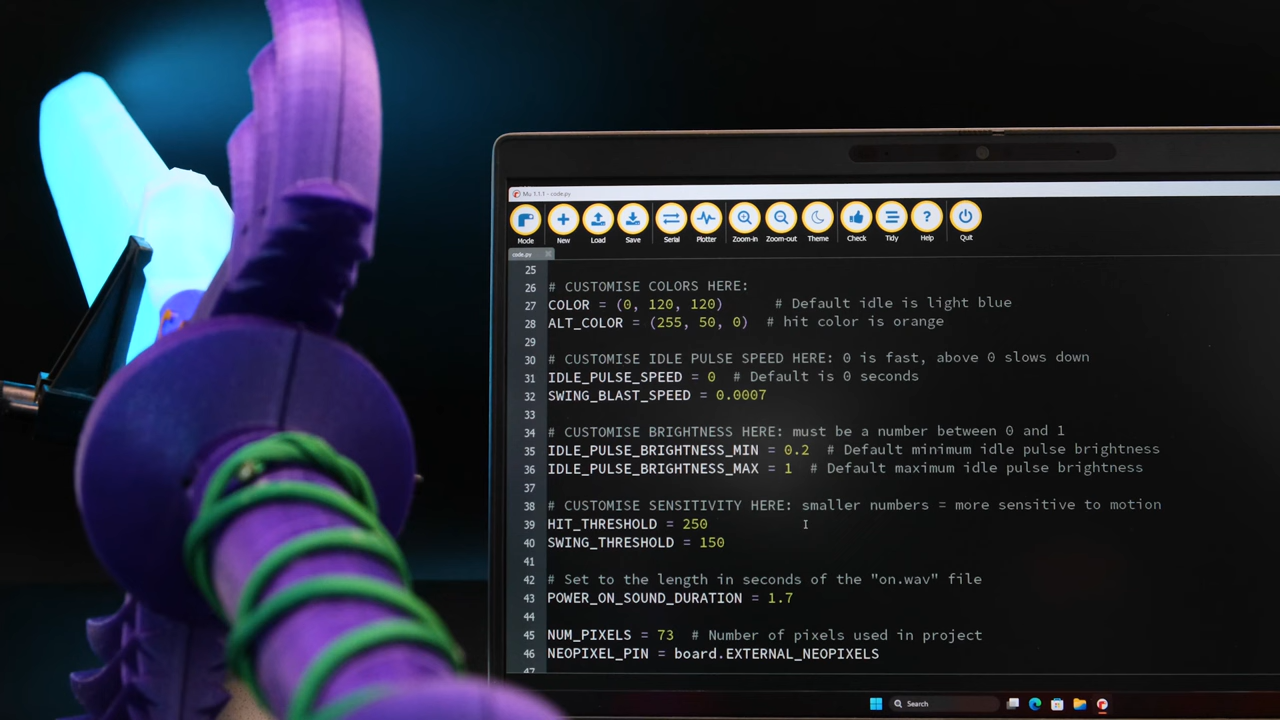 Mu 1.1.1 - code.py
Mode New Load Save Serial Plotter Zoom-in Zoom-out Theme Check Tidy Help Quit
code.py
25
26 # CUSTOMISE COLORS HERE:
27 COLOR = (0, 120, 120) # Default idle is light blue
28 ALT_COLOR = (255, 50, 0) # hit color is orange
29
30 # CUSTOMISE IDLE PULSE SPEED HERE: 0 is fast, above 0 slows down
31 IDLE_PULSE_SPEED = 0 # Default is 0 seconds
32 SWING_BLAST_SPEED = 0.0007
33
34 # CUSTOMISE BRIGHTNESS HERE: must be a number between 0 and 1
35 IDLE_PULSE_BRIGHTNESS_MIN = 0.2 # Default minimum idle pulse brightness
36 IDLE_PULSE_BRIGHTNESS_MAX = 1 # Default maximum idle pulse brightness
37
38 # CUSTOMISE SENSITIVITY HERE: smaller numbers = more sensitive to motion
39 HIT_THRESHOLD = 250
40 SWING_THRESHOLD = 150
41
42 # Set to the length in seconds of the "on.wav" file
43 POWER_ON_SOUND_DURATION = 1.7
44
45 NUM_PIXELS = 73 # Number of pixels used in project
46 NEOPIXEL_PIN = board.EXTERNAL_NEOPIXELS
47
Search